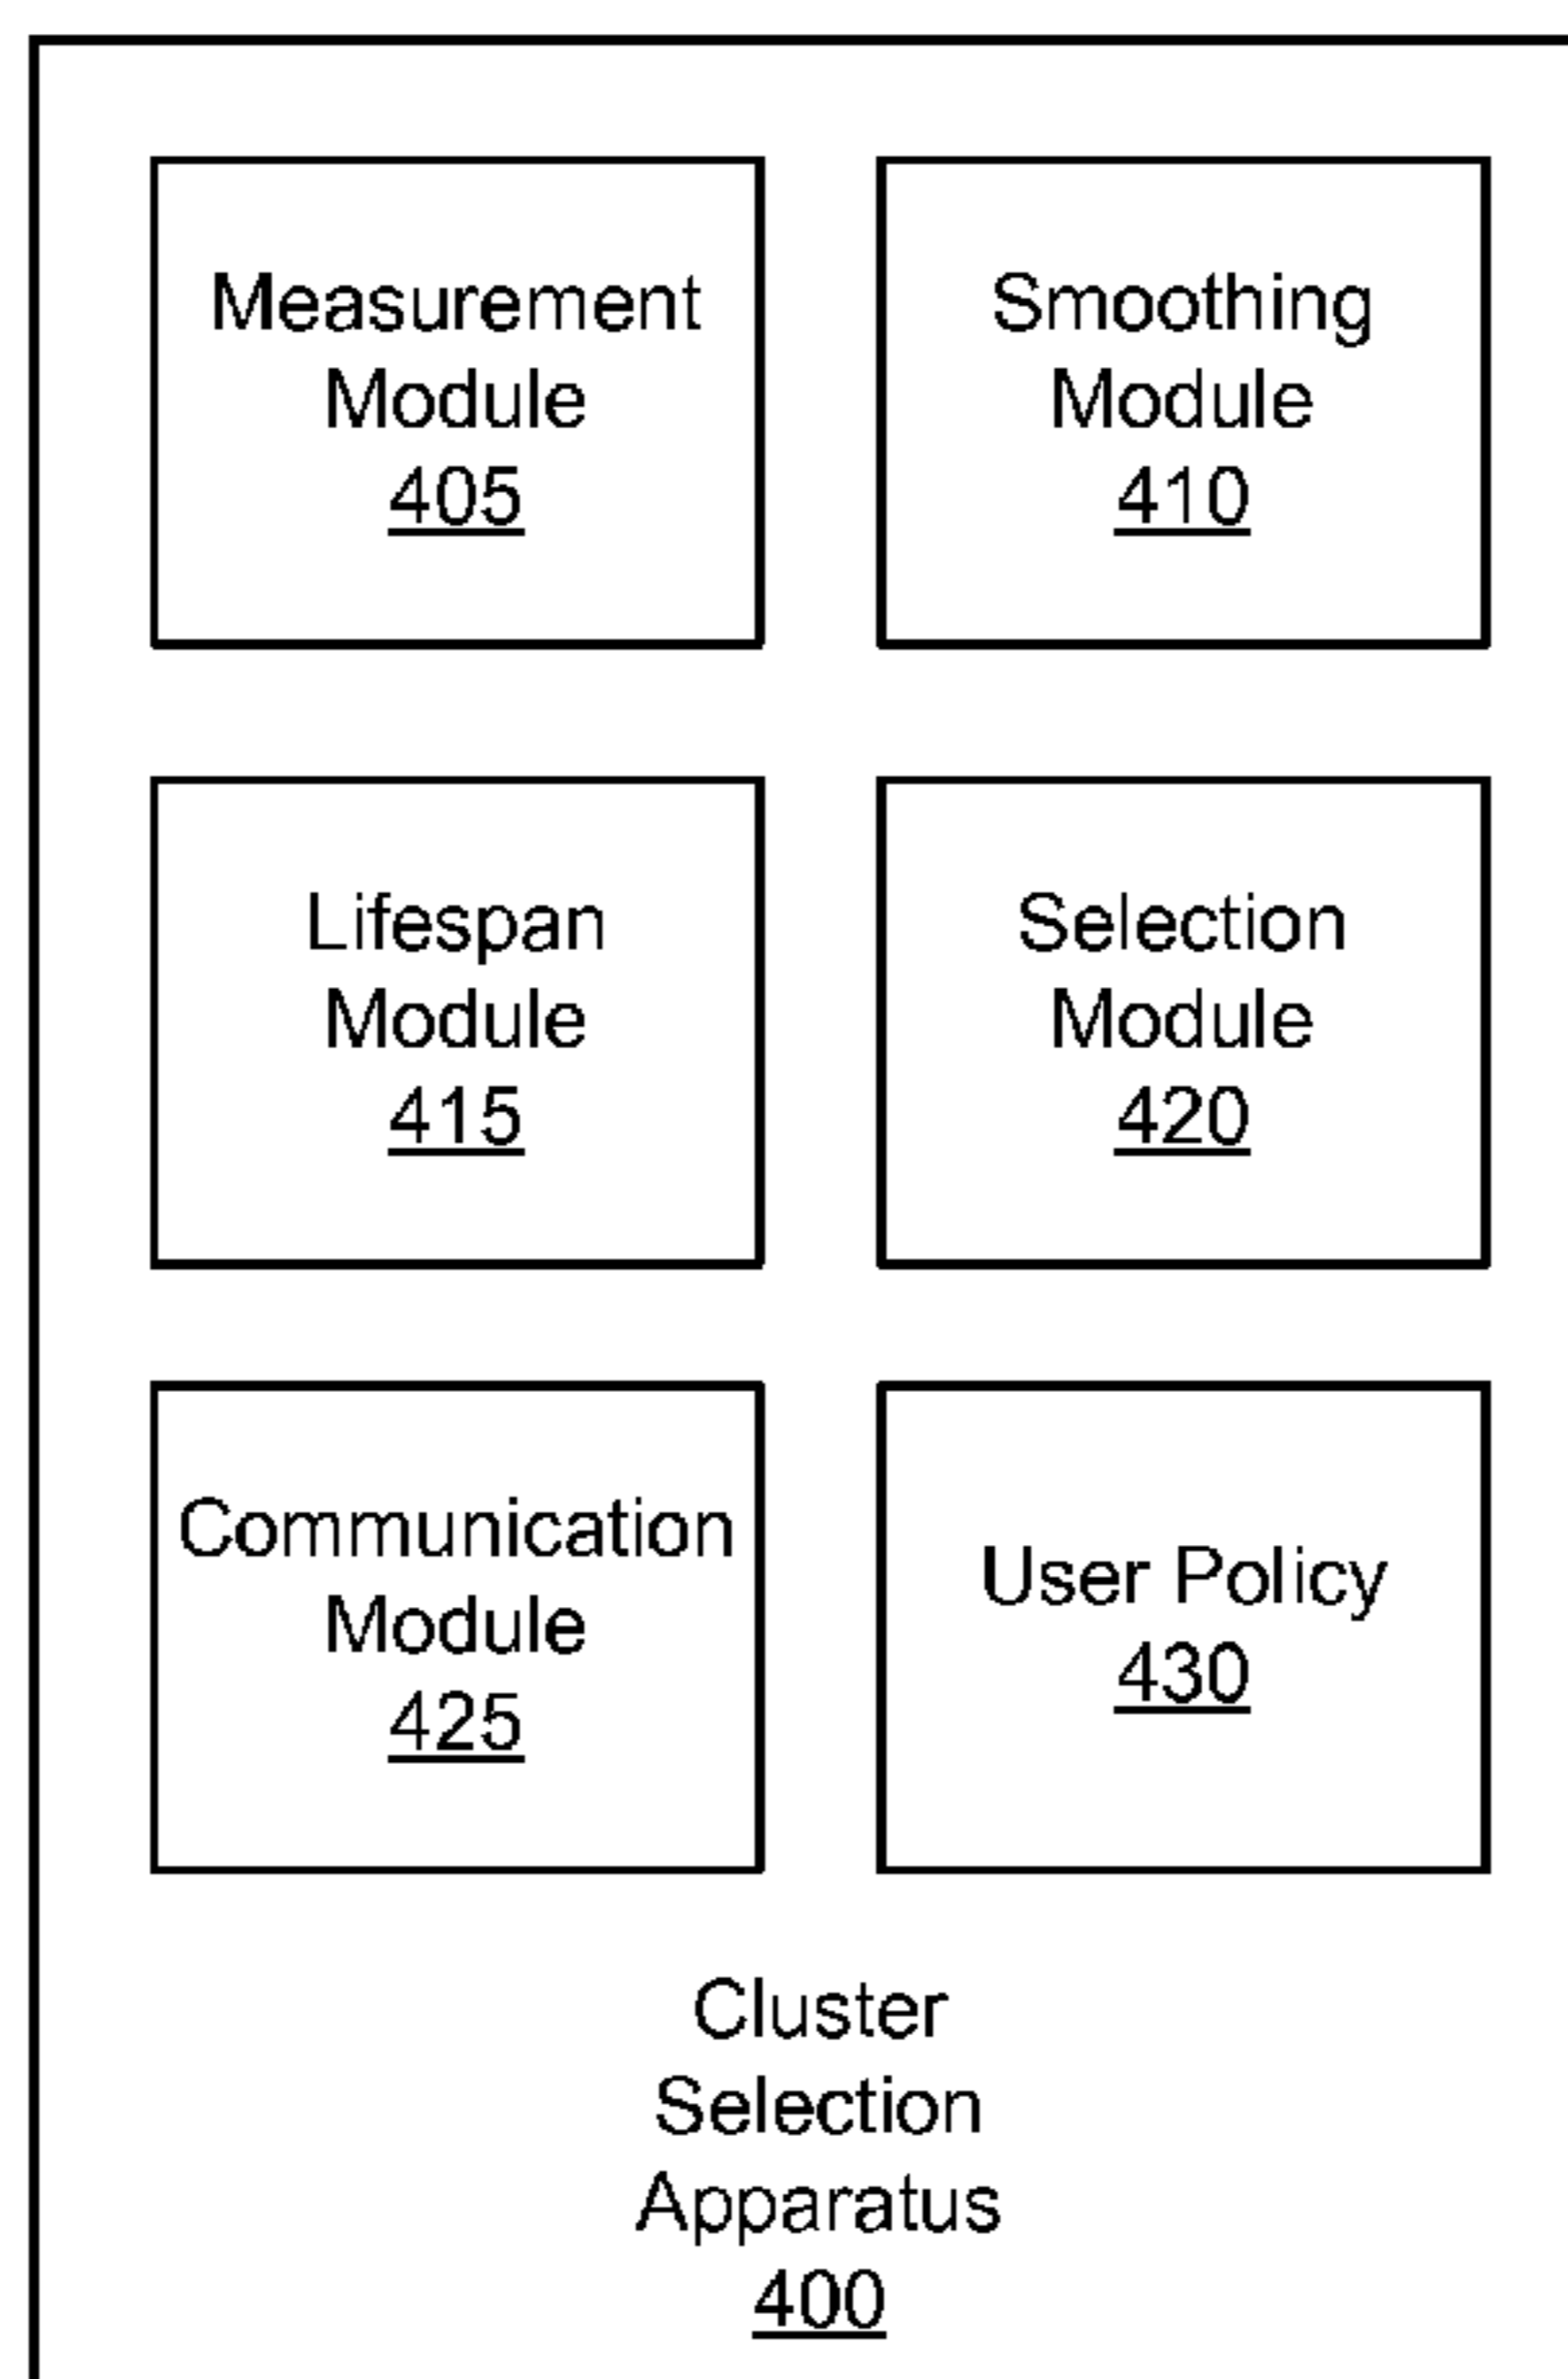 Measurement
Module
405
Smoothing
Module
410
Lifespan
Module
415
Selection
Module
420
Communication
Module
425
User Policy
430
Cluster
Selection
Apparatus
400